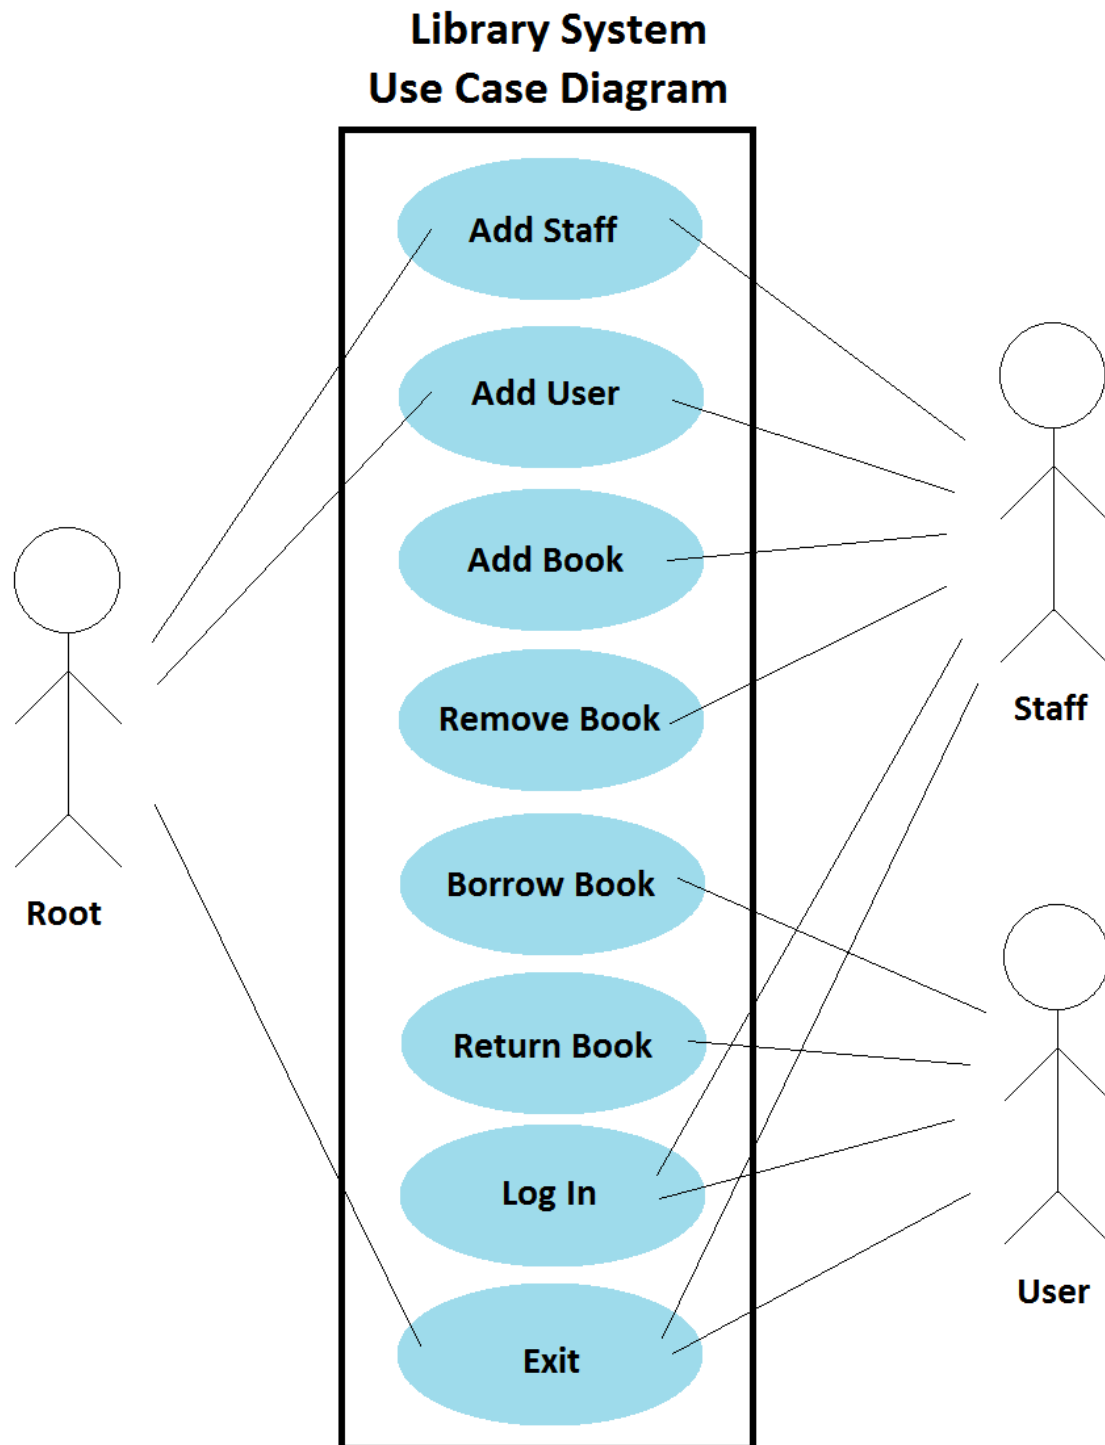 Library System
Use Case Diagram
Add Staff
Add User
Add Book
Remove Book
Staff
Borrow Book
Root
Return Book
Log In
User
Exit